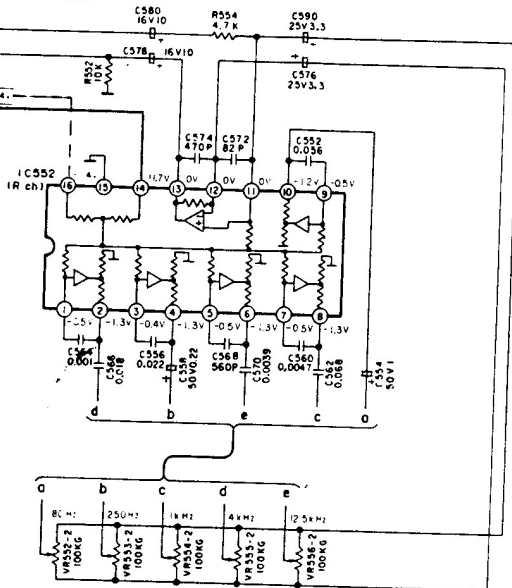 C580
16V10
R554
4.7K
C590
25V3.3
C578
16V10
R552
10K
C576
25V3.3
4.
C574
470P
C572
82P
C552
0.056
IC552
(R ch)
4.
11.7V
0V
0V
0V
-1.2V
-0.5V
16
15
14
13
12
11
10
9
1
2
3
4
5
6
7
8
-0.5V
-1.3V
-0.4V
-1.3V
-0.5V
-1.3V
-0.5V
-1.3V
C564
0.001
C566
0.018
C556
0.022
C558
50V0.22
C568
560P
C570
0.0039
C560
0.0047
C562
0.068
C554
50V1
d
b
e
c
a
a
b
c
d
e
80Hz
250Hz
1kHz
4kHz
12.5kHz
VR552-2
100KG
VR553-2
100KG
VR554-2
100KG
VR555-2
100KG
VR556-2
100KG